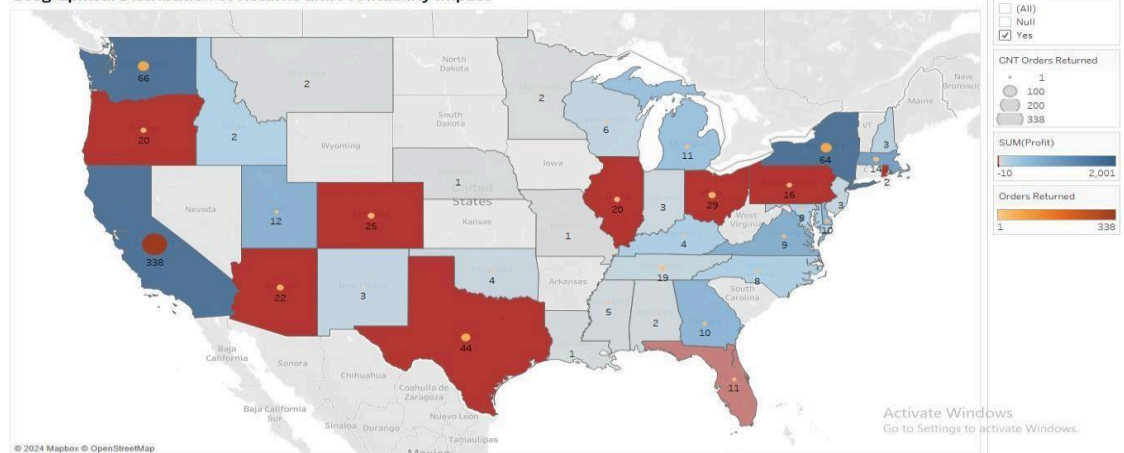 (All)
Null
Yes
CNT Orders Returned
1
100
200
338
SUM(Profit)
-10 2,001
Orders Returned
1 338
North
Dakota
New
Brunswic
Maine
VT
66
2
2
20
2
South
Dakota
6
3
Wyoming
11
64
14
2
Iowa
1
United
States
Nevada
12
25
Kansas
20
3
29
16
3
West
Virginia
10
338
1
4
9
22
3
4
Arkansas
19
8
South
Carolina
5
2
10
44
1
11
Baja
California
Sonora
Chihuahua
Coahuila de
Zaragoza
Baja California
Sur
Sinaloa
Durango
Nuevo León
Tamaulipas
Activate Windows
Go to Settings to activate Windows.
© 2024 Mapbox © OpenStreetMap